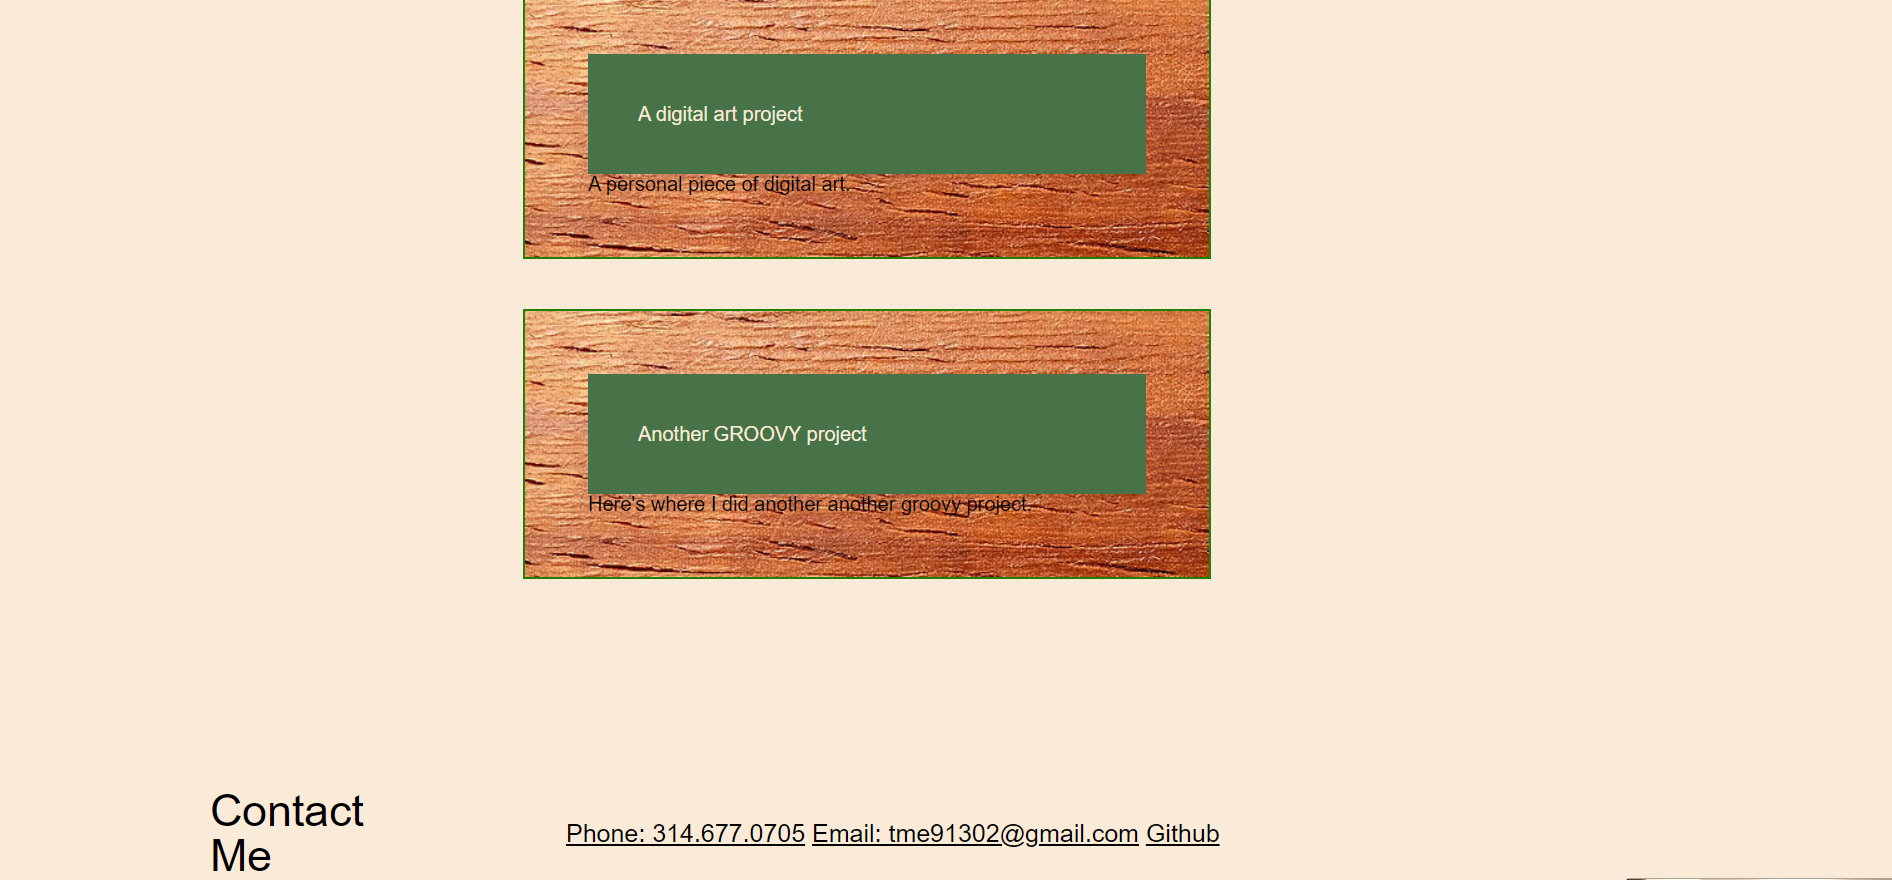 A digital art project
A personal piece of digital art.
Another GROOVY project
Here's where I did another another groovy project.
Contact
Me
Phone: 314.677.0705 Email: tme91302@gmail.com Github